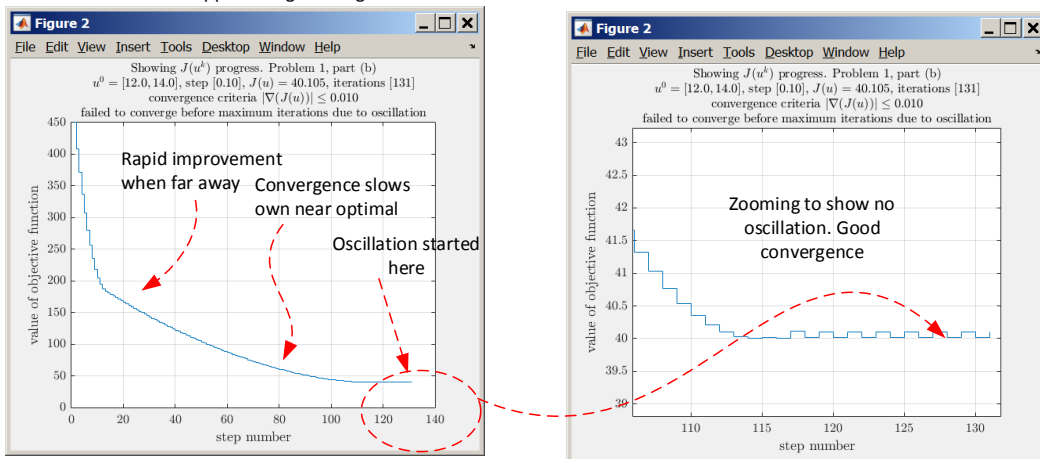 Figure 2
File Edit View Insert Tools Desktop Window Help
Showing J(u^k) progress. Problem 1, part (b)
u^0 = [12.0, 14.0], step [0.10], J(u) = 40.105, iterations [131]
convergence criteria |∇(J(u))| ≤ 0.010
failed to converge before maximum iterations due to oscillation
450
400
350
300
250
200
150
100
50
0
value of objective function
Rapid improvement
when far away
Convergence slows
own near optimal
Oscillation started
here
0 20 40 60 80 100 120 140
step number
Figure 2
File Edit View Insert Tools Desktop Window Help
Showing J(u^k) progress. Problem 1, part (b)
u^0 = [12.0, 14.0], step [0.10], J(u) = 40.105, iterations [131]
convergence criteria |∇(J(u))| ≤ 0.010
failed to converge before maximum iterations due to oscillation
43
42.5
42
41.5
41
40.5
40
39.5
39
value of objective function
Zooming to show no
oscillation. Good
convergence
110 115 120 125 130
step number